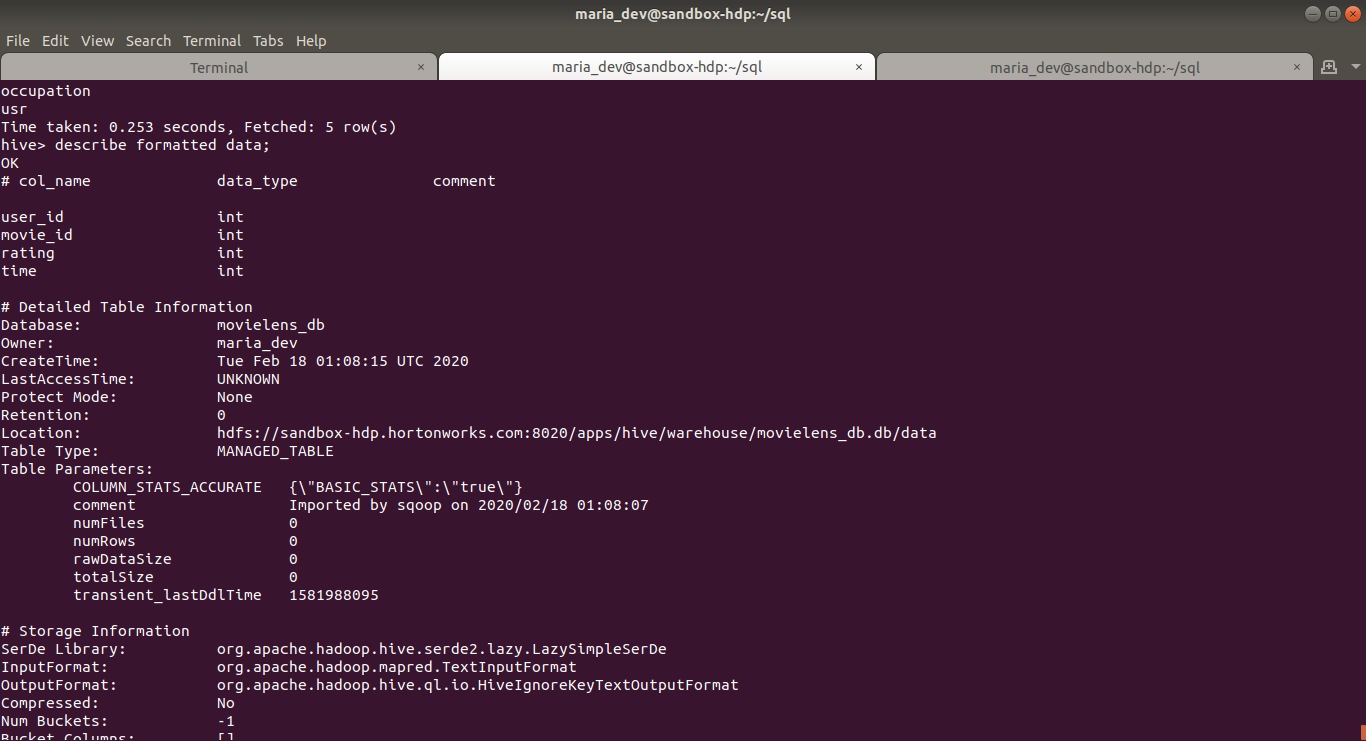 maria_dev@sandbox-hdp:~/sql
File Edit View Search Terminal Tabs Help
Terminal × maria_dev@sandbox-hdp:~/sql × maria_dev@sandbox-hdp:~/sql ×
occupation
usr
Time taken: 0.253 seconds, Fetched: 5 row(s)
hive> describe formatted data;
OK
# col_name data_type comment
user_id int
movie_id int
rating int
time int
# Detailed Table Information
Database: movielens_db
Owner: maria_dev
CreateTime: Tue Feb 18 01:08:15 UTC 2020
LastAccessTime: UNKNOWN
Protect Mode: None
Retention: 0
Location: hdfs://sandbox-hdp.hortonworks.com:8020/apps/hive/warehouse/movielens_db.db/data
Table Type: MANAGED_TABLE
Table Parameters:
COLUMN_STATS_ACCURATE {\"BASIC_STATS\":\"true\"}
comment Imported by sqoop on 2020/02/18 01:08:07
numFiles 0
numRows 0
rawDataSize 0
totalSize 0
transient_lastDdlTime 1581988095
# Storage Information
SerDe Library: org.apache.hadoop.hive.serde2.lazy.LazySimpleSerDe
InputFormat: org.apache.hadoop.mapred.TextInputFormat
OutputFormat: org.apache.hadoop.hive.ql.io.HiveIgnoreKeyTextOutputFormat
Compressed: No
Num Buckets: -1
Bucket Columns: []